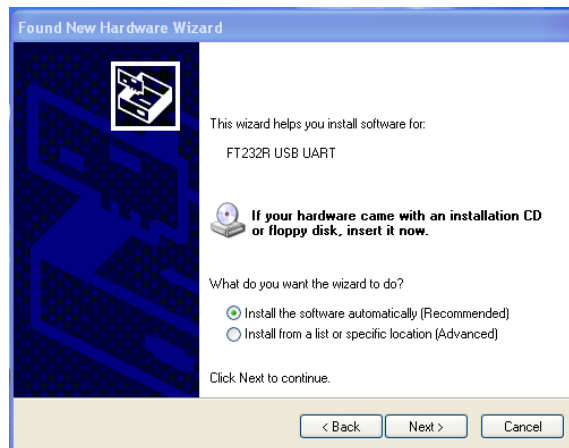 Found New Hardware Wizard
This wizard helps you install software for:
FT232R USB UART
If your hardware came with an installation CD
or floppy disk, insert it now.
What do you want the wizard to do?
Install the software automatically (Recommended)
Install from a list or specific location (Advanced)
Click Next to continue.
< Back Next > Cancel